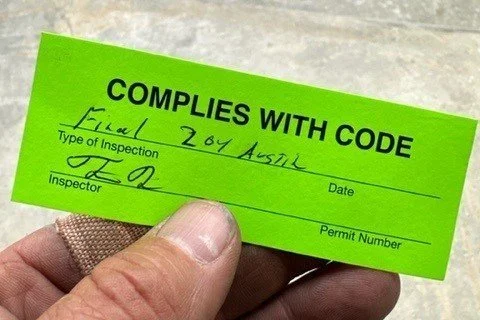 COMPLIES WITH CODE
Final 204 Austin
Type of Inspection Date
Inspector Permit Number